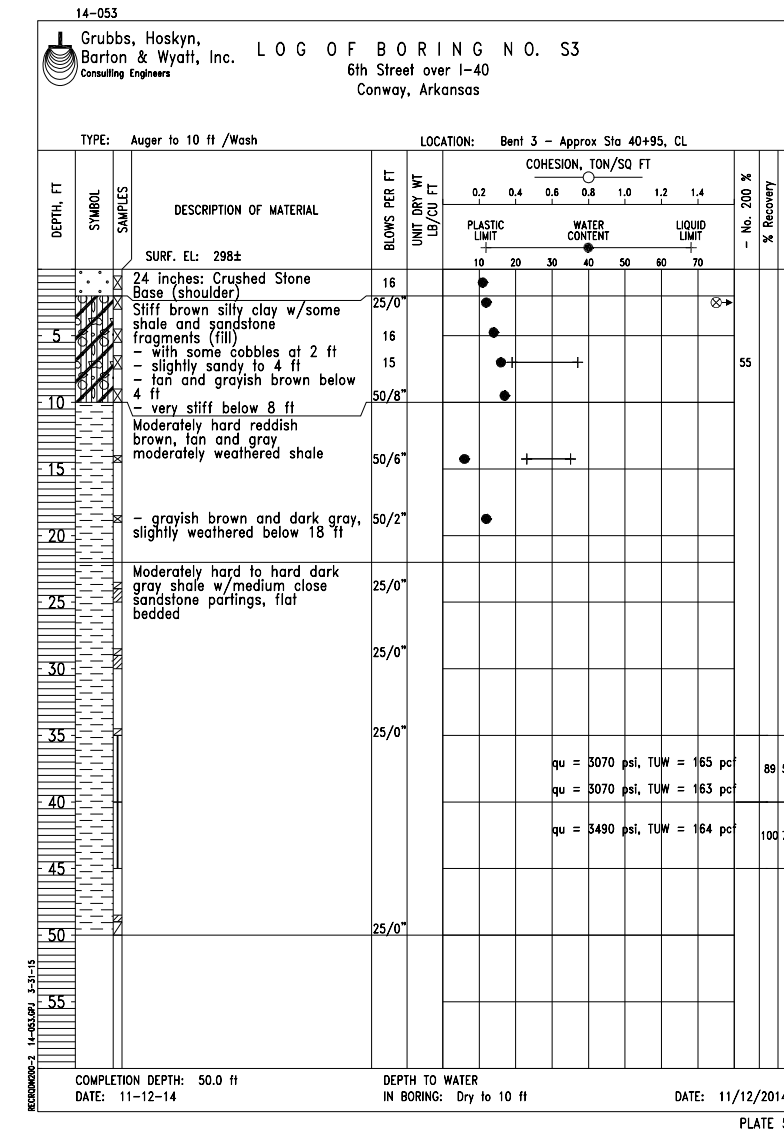 14-053
Grubbs, Hoskyn,
Barton & Wyatt, Inc.
Consulting Engineers
LOG OF BORING NO. S3
6th Street over I-40
Conway, Arkansas
TYPE: Auger to 10 ft /Wash
LOCATION: Bent 3 - Approx Sta 40+95, CL
DEPTH, FT
SYMBOL
SAMPLES
DESCRIPTION OF MATERIAL
SURF. EL: 298±
BLOWS PER FT
UNIT DRY WT
LB/CU FT
COHESION, TON/SQ FT
0.2 0.4 0.6 0.8 1.0 1.2 1.4
PLASTIC LIMIT
WATER CONTENT
LIQUID LIMIT
10 20 30 40 50 60 70
- No. 200 %
% Recovery
24 inches: Crushed Stone
Base (shoulder)
16
Stiff brown silty clay w/some
25/0"
shale and sandstone
fragments (fill)
5
16
- with some cobbles at 2 ft
- slightly sandy to 4 ft
15
55
- tan and grayish brown below
4 ft
50/8"
- very stiff below 8 ft
10
Moderately hard reddish
brown, tan and gray
moderately weathered shale
50/6"
15
- grayish brown and dark gray,
50/2"
slightly weathered below 18 ft
20
Moderately hard to hard dark
gray shale w/medium close
25/0"
sandstone partings, flat
bedded
25
25/0"
30
25/0"
35
qu = 3070 psi, TUW = 165 pcf
89
qu = 3070 psi, TUW = 163 pcf
40
qu = 3490 psi, TUW = 164 pcf
100
45
25/0"
50
55
RECRQDN200-2 14-053.GPJ 3-31-15
COMPLETION DEPTH: 50.0 ft
DATE: 11-12-14
DEPTH TO WATER
IN BORING: Dry to 10 ft
DATE: 11/12/2014
PLATE